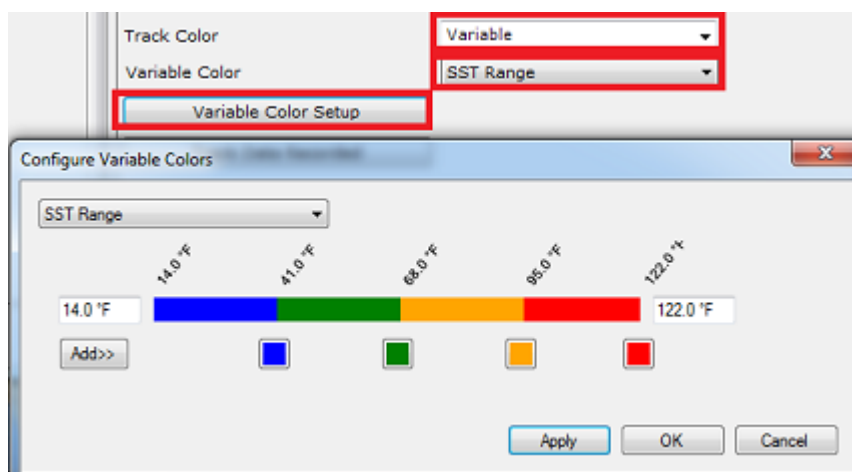 Track Color Variable
Variable Color SST Range
Variable Color Setup
Configure Variable Colors
SST Range
14.0 °F 41.0 °F 68.0 °F 95.0 °F 122.0 °F
14.0 °F 122.0 °F
Add>>
Apply OK Cancel